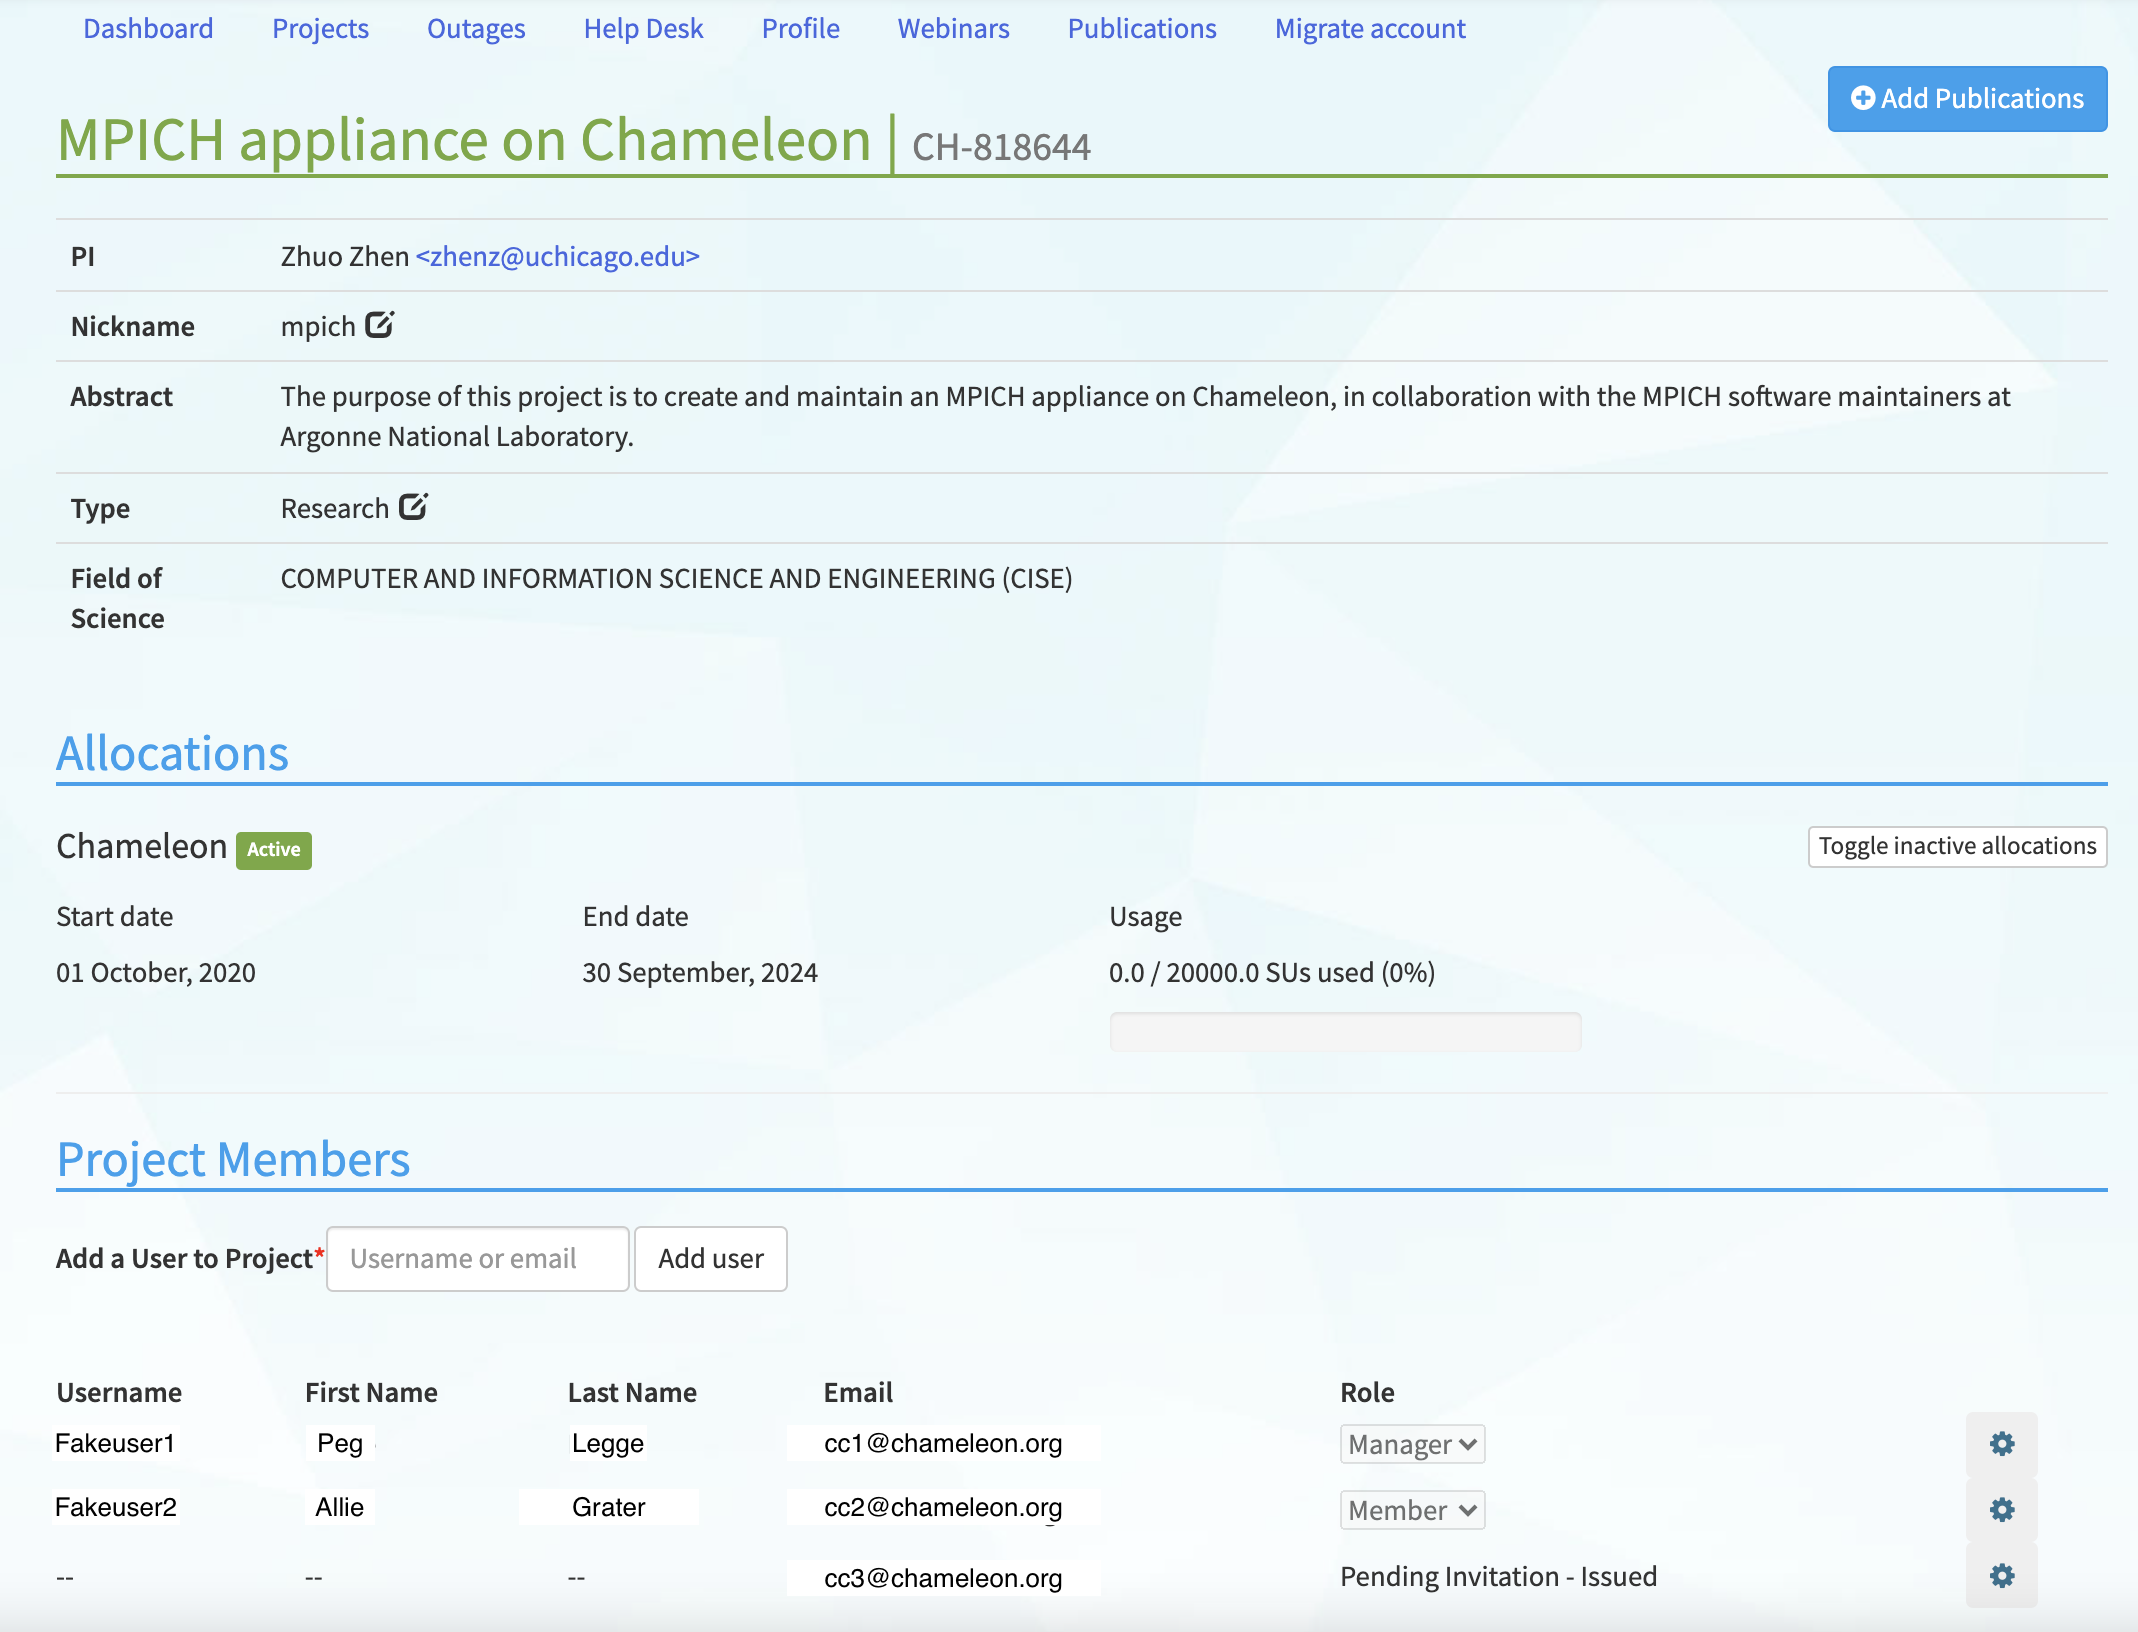 Dashboard Projects Outages Help Desk Profile Webinars Publications Migrate account
Add Publications
MPICH appliance on Chameleon | CH-818644
PI Zhuo Zhen <zhenz@uchicago.edu>
Nickname mpich
Abstract The purpose of this project is to create and maintain an MPICH appliance on Chameleon, in collaboration with the MPICH software maintainers at
Argonne National Laboratory.
Type Research
Field of COMPUTER AND INFORMATION SCIENCE AND ENGINEERING (CISE)
Science
Allocations
Chameleon Active Toggle inactive allocations
Start date End date Usage
01 October, 2020 30 September, 2024 0.0 / 20000.0 SUs used (0%)
Project Members
Add a User to Project* Username or email Add user
Username First Name Last Name Email Role
Fakeuser1 Peg Legge cc1@chameleon.org Manager
Fakeuser2 Allie Grater cc2@chameleon.org Member
-- -- -- cc3@chameleon.org Pending Invitation - Issued